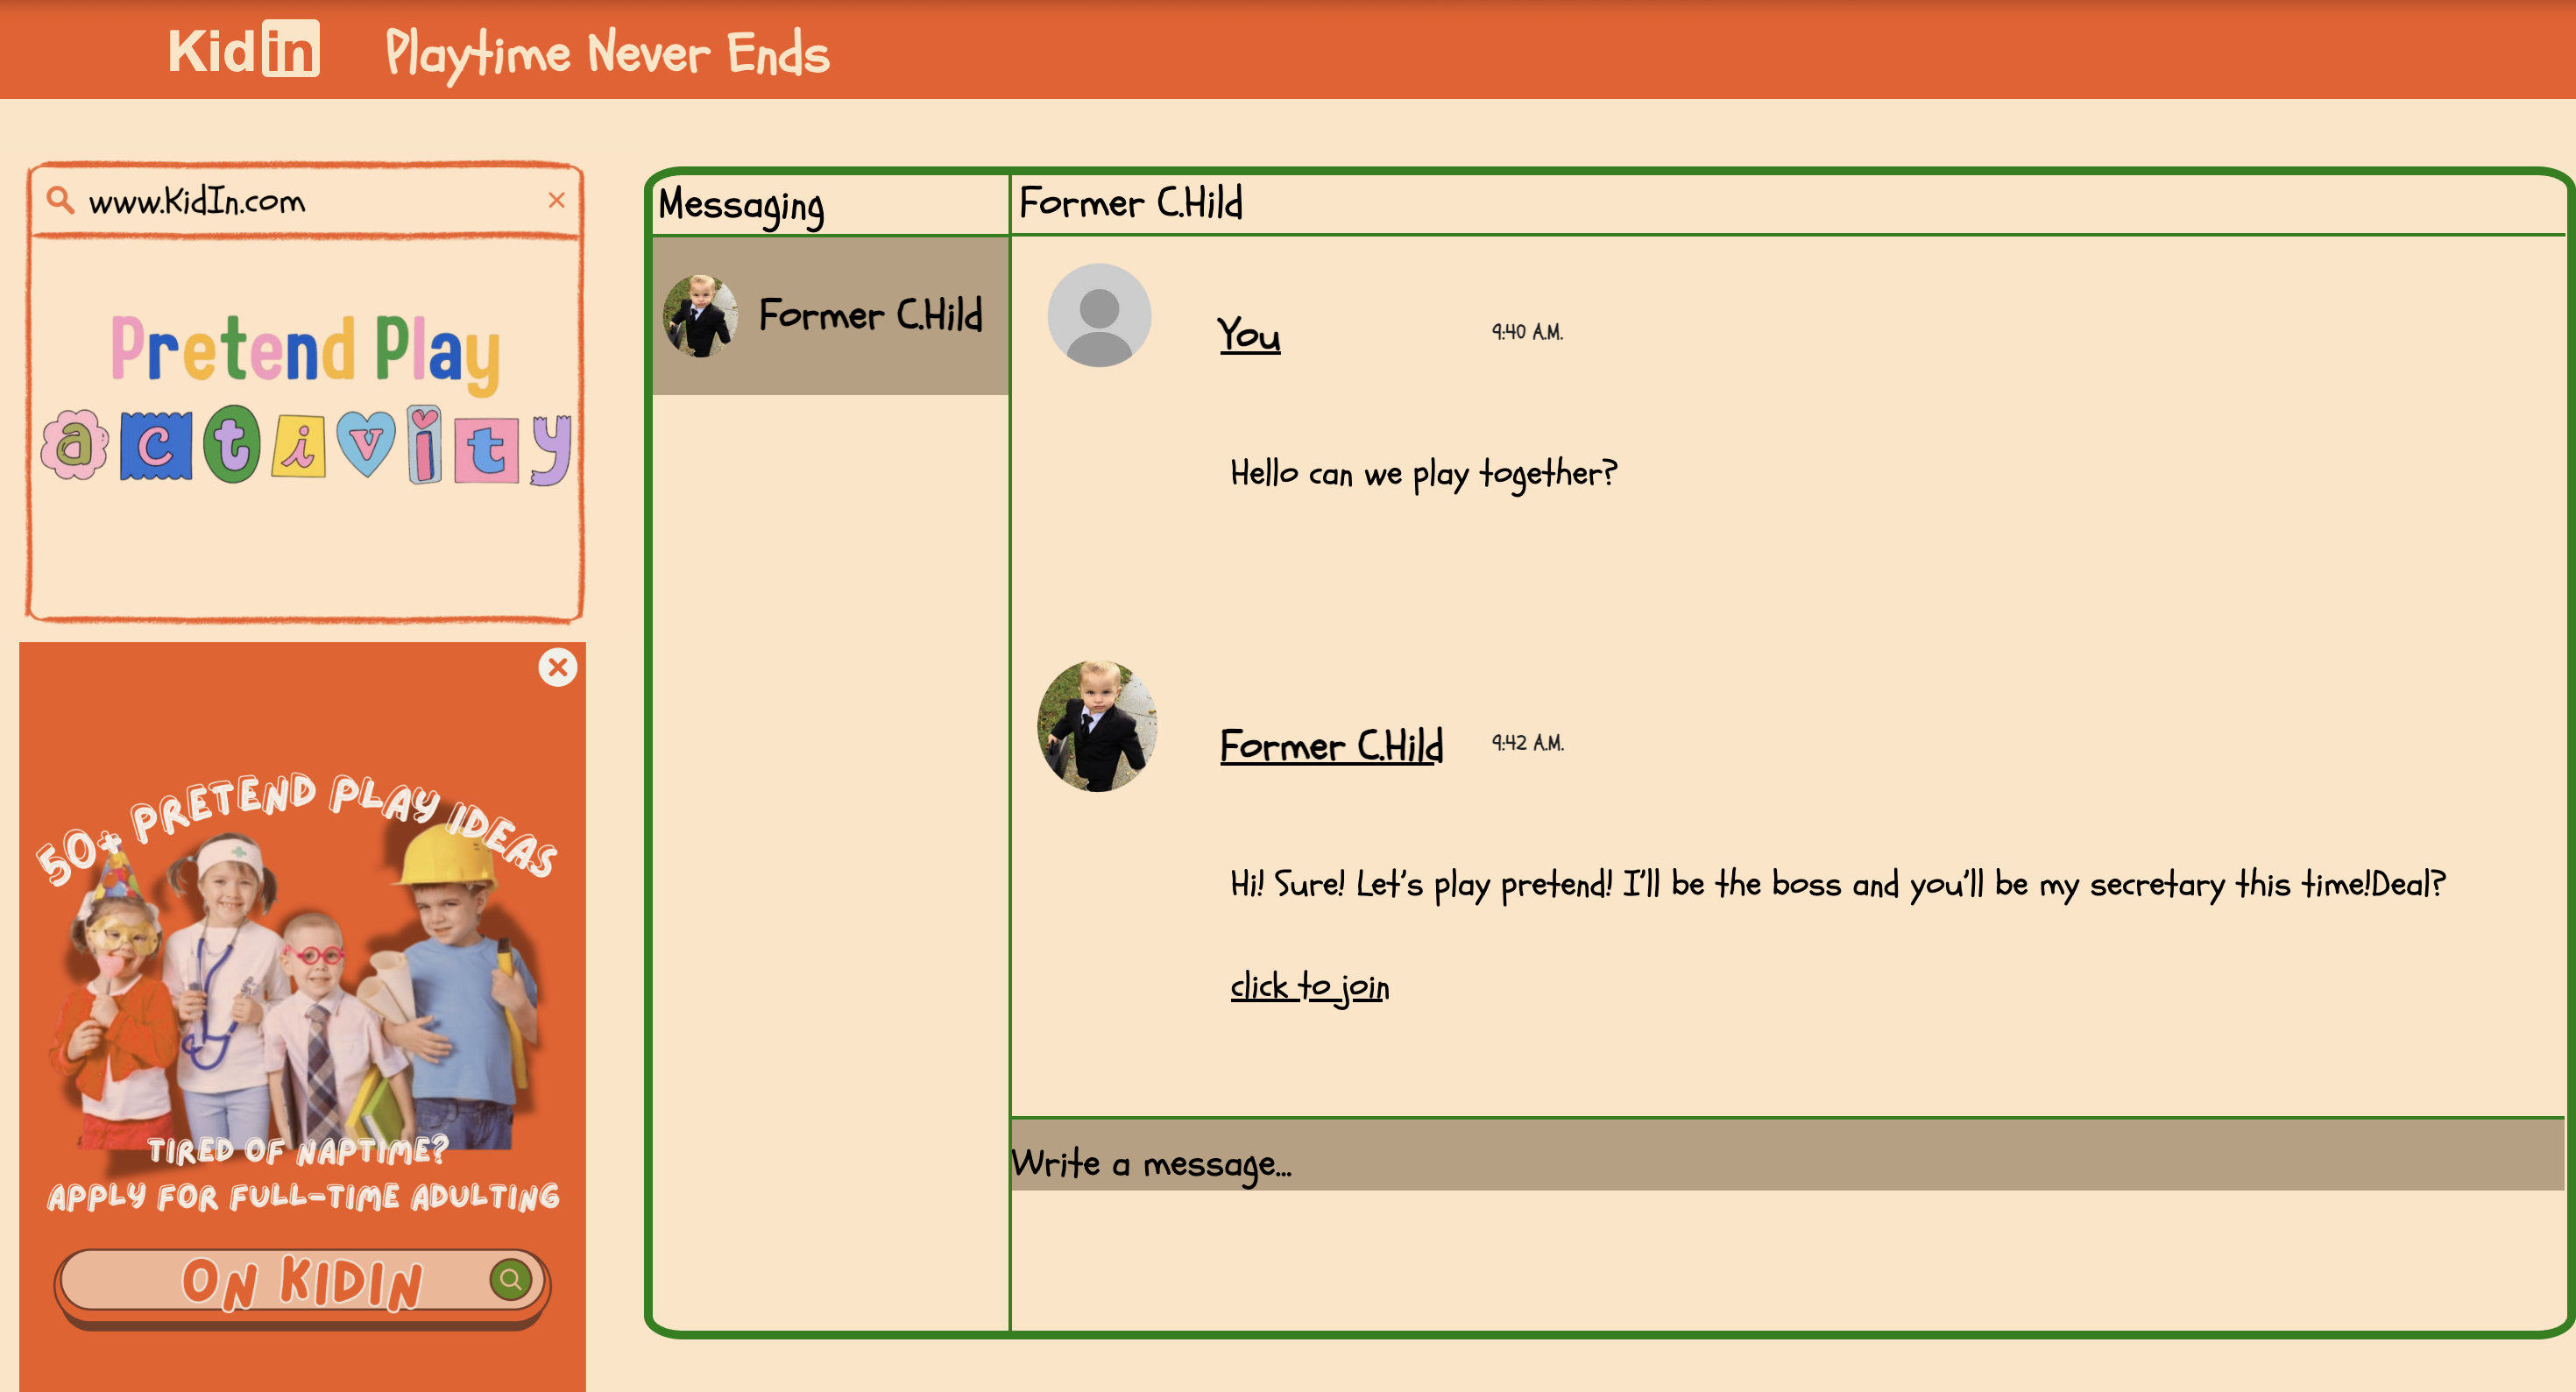 Kidin Playtime Never Ends
www.KidIn.com
Pretend Play
activity
50+ PRETEND PLAY IDEAS
TIRED OF NAPTIME?
APPLY FOR FULL-TIME ADULTING
ON KIDIN
Messaging
Former C.Hild
Former C.Hild
You 9:40 A.M.
Hello can we play together?
Former C.Hild 9:42 A.M.
Hi! Sure! Let's play pretend! I'll be the boss and you'll be my secretary this time!Deal?
click to join
Write a message...